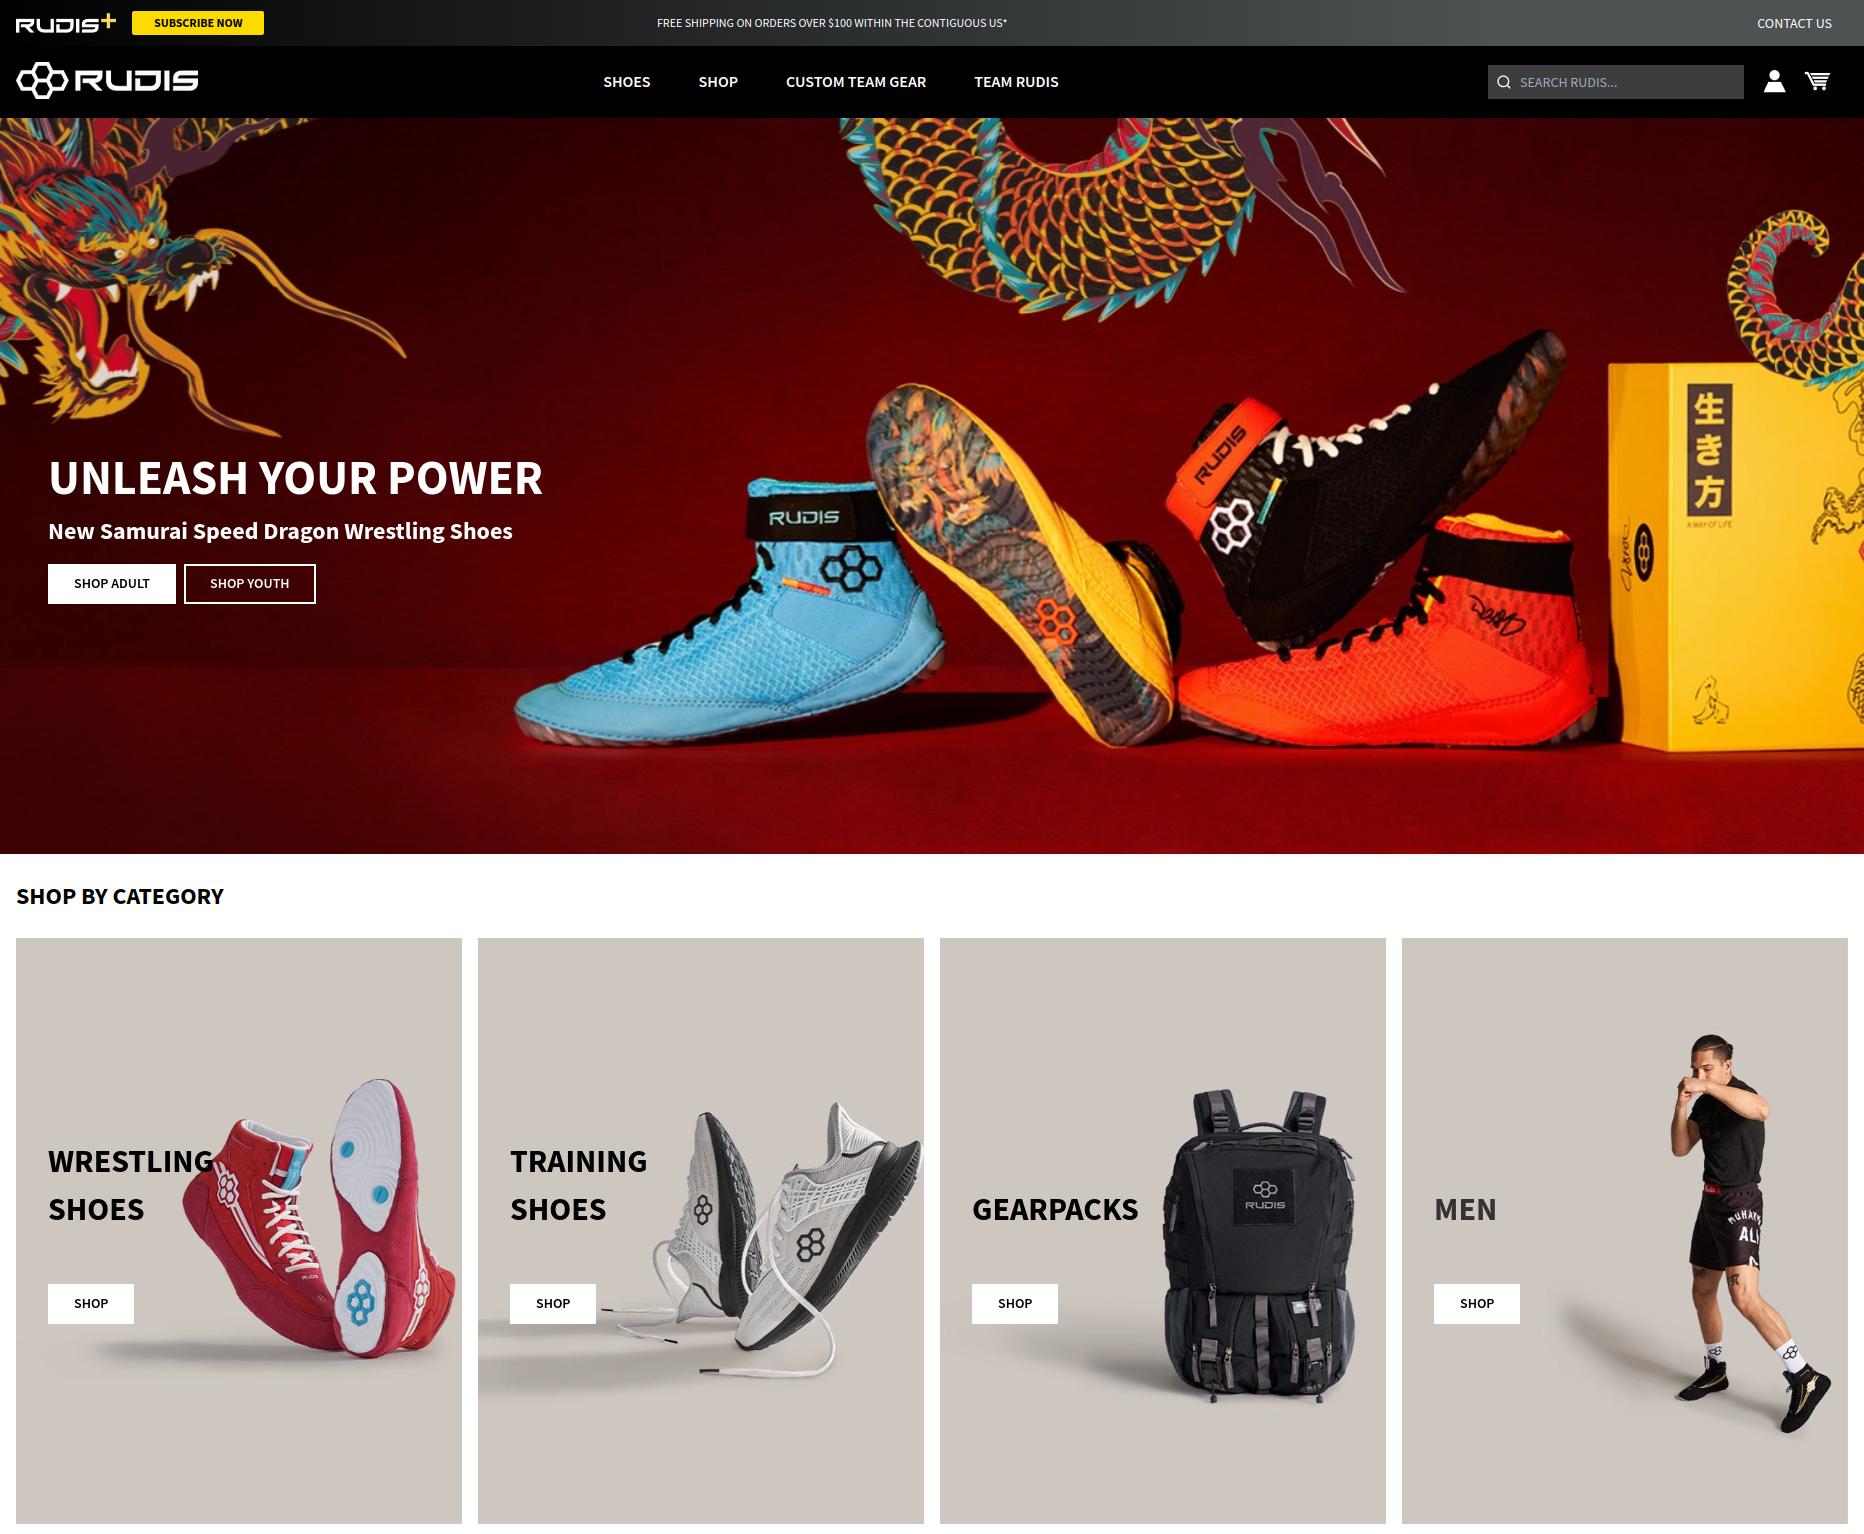 RUDIS+
SUBSCRIBE NOW
FREE SHIPPING ON ORDERS OVER $100 WITHIN THE CONTIGUOUS US*
CONTACT US
RUDIS
SHOES
SHOP
CUSTOM TEAM GEAR
TEAM RUDIS
SEARCH RUDIS...
生き方
A WAY OF LIFE
RUDIS
RUDIS
UNLEASH YOUR POWER
New Samurai Speed Dragon Wrestling Shoes
SHOP ADULT
SHOP YOUTH
SHOP BY CATEGORY
WRESTLING
SHOES
SHOP
RUDIS
TRAINING
SHOES
SHOP
GEARPACKS
RUDIS
SHOP
MEN
SHOP